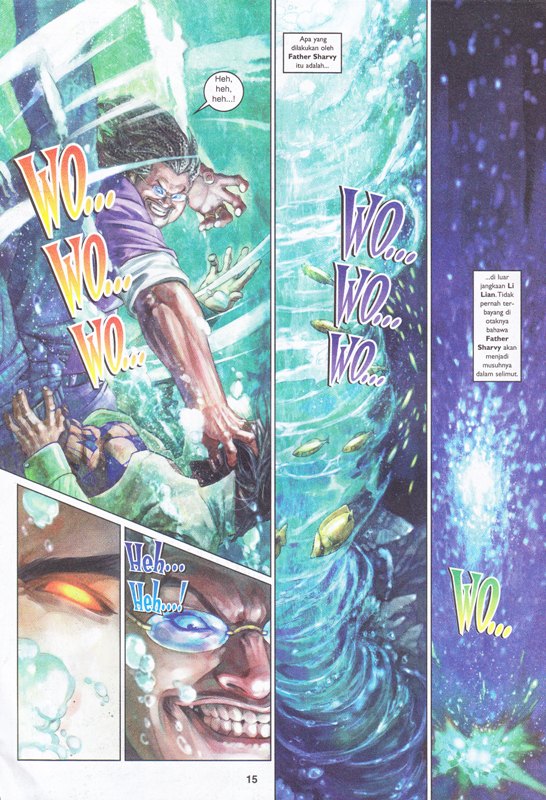 Heh,
heh,
heh...!
WO...
WO...
WO...
Heh...
Heh....!
Apa yang
dilakukan oleh
Father Sharvy
itu adalah...
WO...
WO...
WO...
...di luar
jangkaan Li
Lian. Tidak
pernah ter-
bayang di
otaknya
bahawa
Father
Sharvy akan
menjadi
musuhnya
dalam selimut.
WO...
15